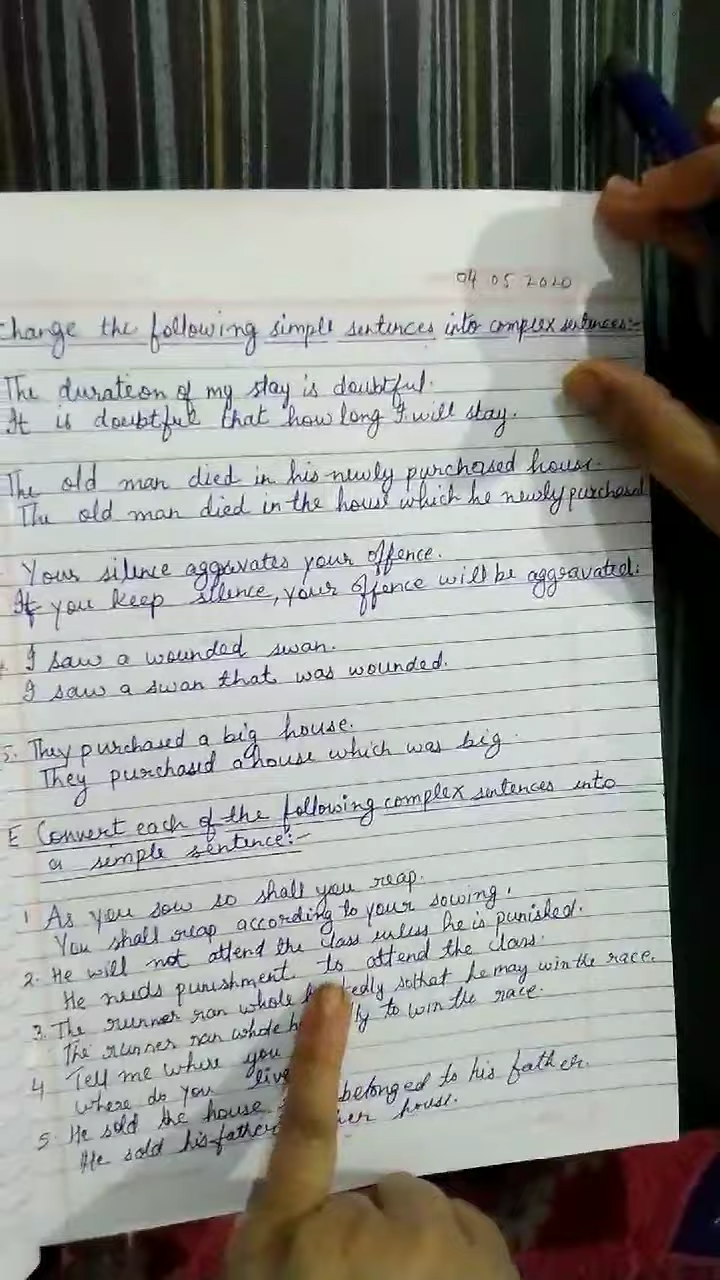 04 05 2020
Change the following simple sentences into complex sentences:-
The duration of my stay is doubtful.
It is doubtful that how long I will stay.
The old man died in his newly purchased house.
The old man died in the house which he newly purchased
Your silence aggravates your offence.
If you keep silence, your offence will be aggravated.
I saw a wounded swan.
I saw a swan that was wounded.
5. They purchased a big house.
They purchased a house which was big.
E Convert each of the following complex sentences into
a simple sentence:-
1 As you sow so shall you reap.
You shall reap according to your sowing.
2. He will not attend the class unless he is punished.
He needs punishment to attend the class.
3. The runner ran whole so that he may win the race.
The runner ran whole to win the race.
4 Tell me where you
Where do you live
5. He sold the house belonged to his father.
He sold his father house.